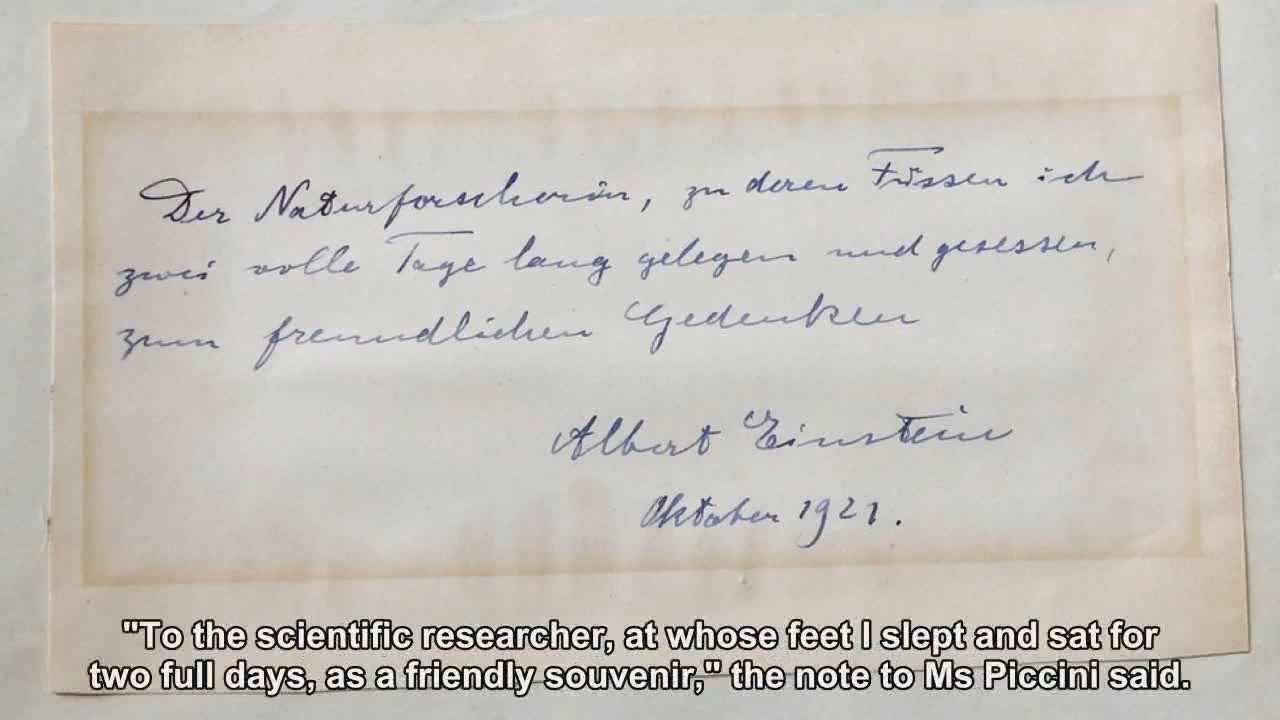 Der Naturforscherin, zu deren Füssen ich
zwei volle Tage lang gelegen und gesessen,
zum freundlichen Gedenken
Albert Einstein
Oktober 1921.
"To the scientific researcher, at whose feet I slept and sat for
two full days, as a friendly souvenir," the note to Ms Piccini said.